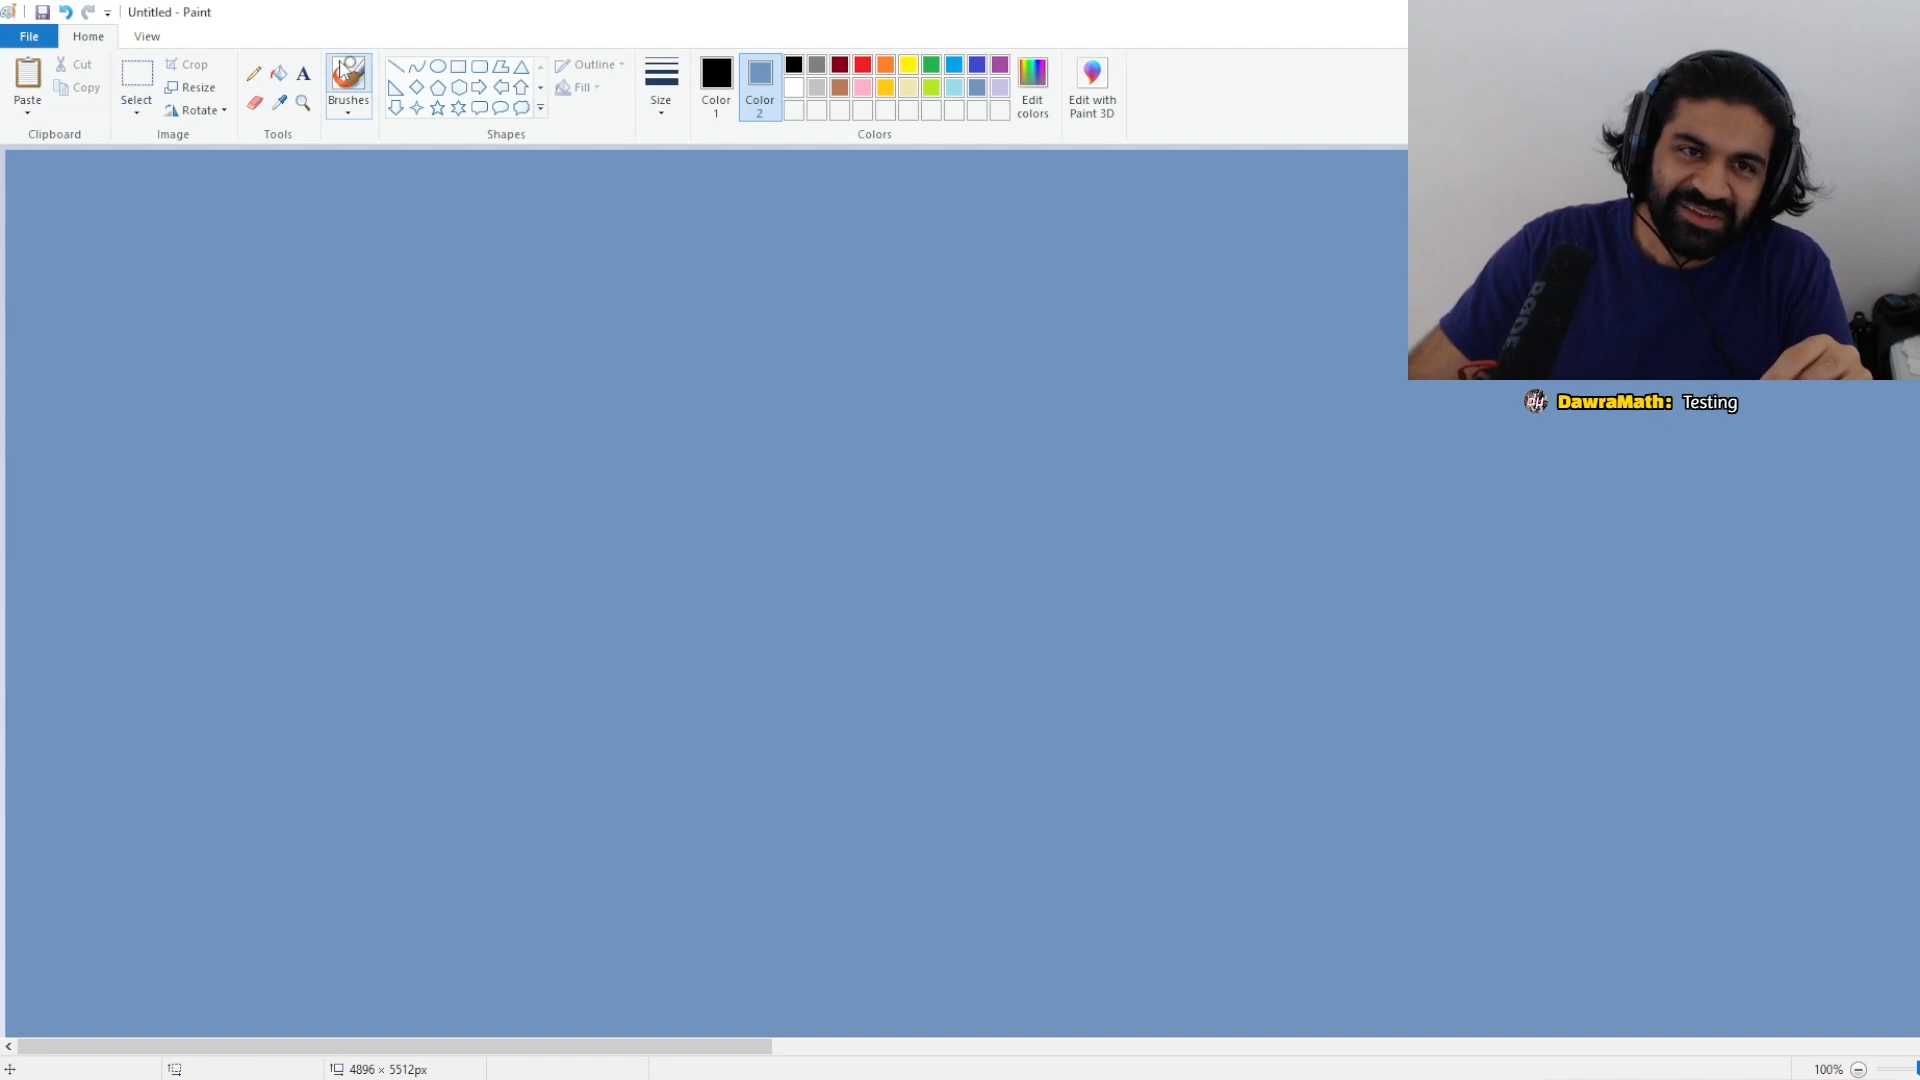 Untitled - Paint
File Home View
Paste
Cut
Copy
Clipboard
Select
Crop
Resize
Rotate
Image
A
Tools
Brushes
Shapes
Outline
Fill
Size
Color 1
Color 2
Colors
Edit colors
Edit with Paint 3D
RØDE
DawraMath: Testing
4896 × 5512px
100%